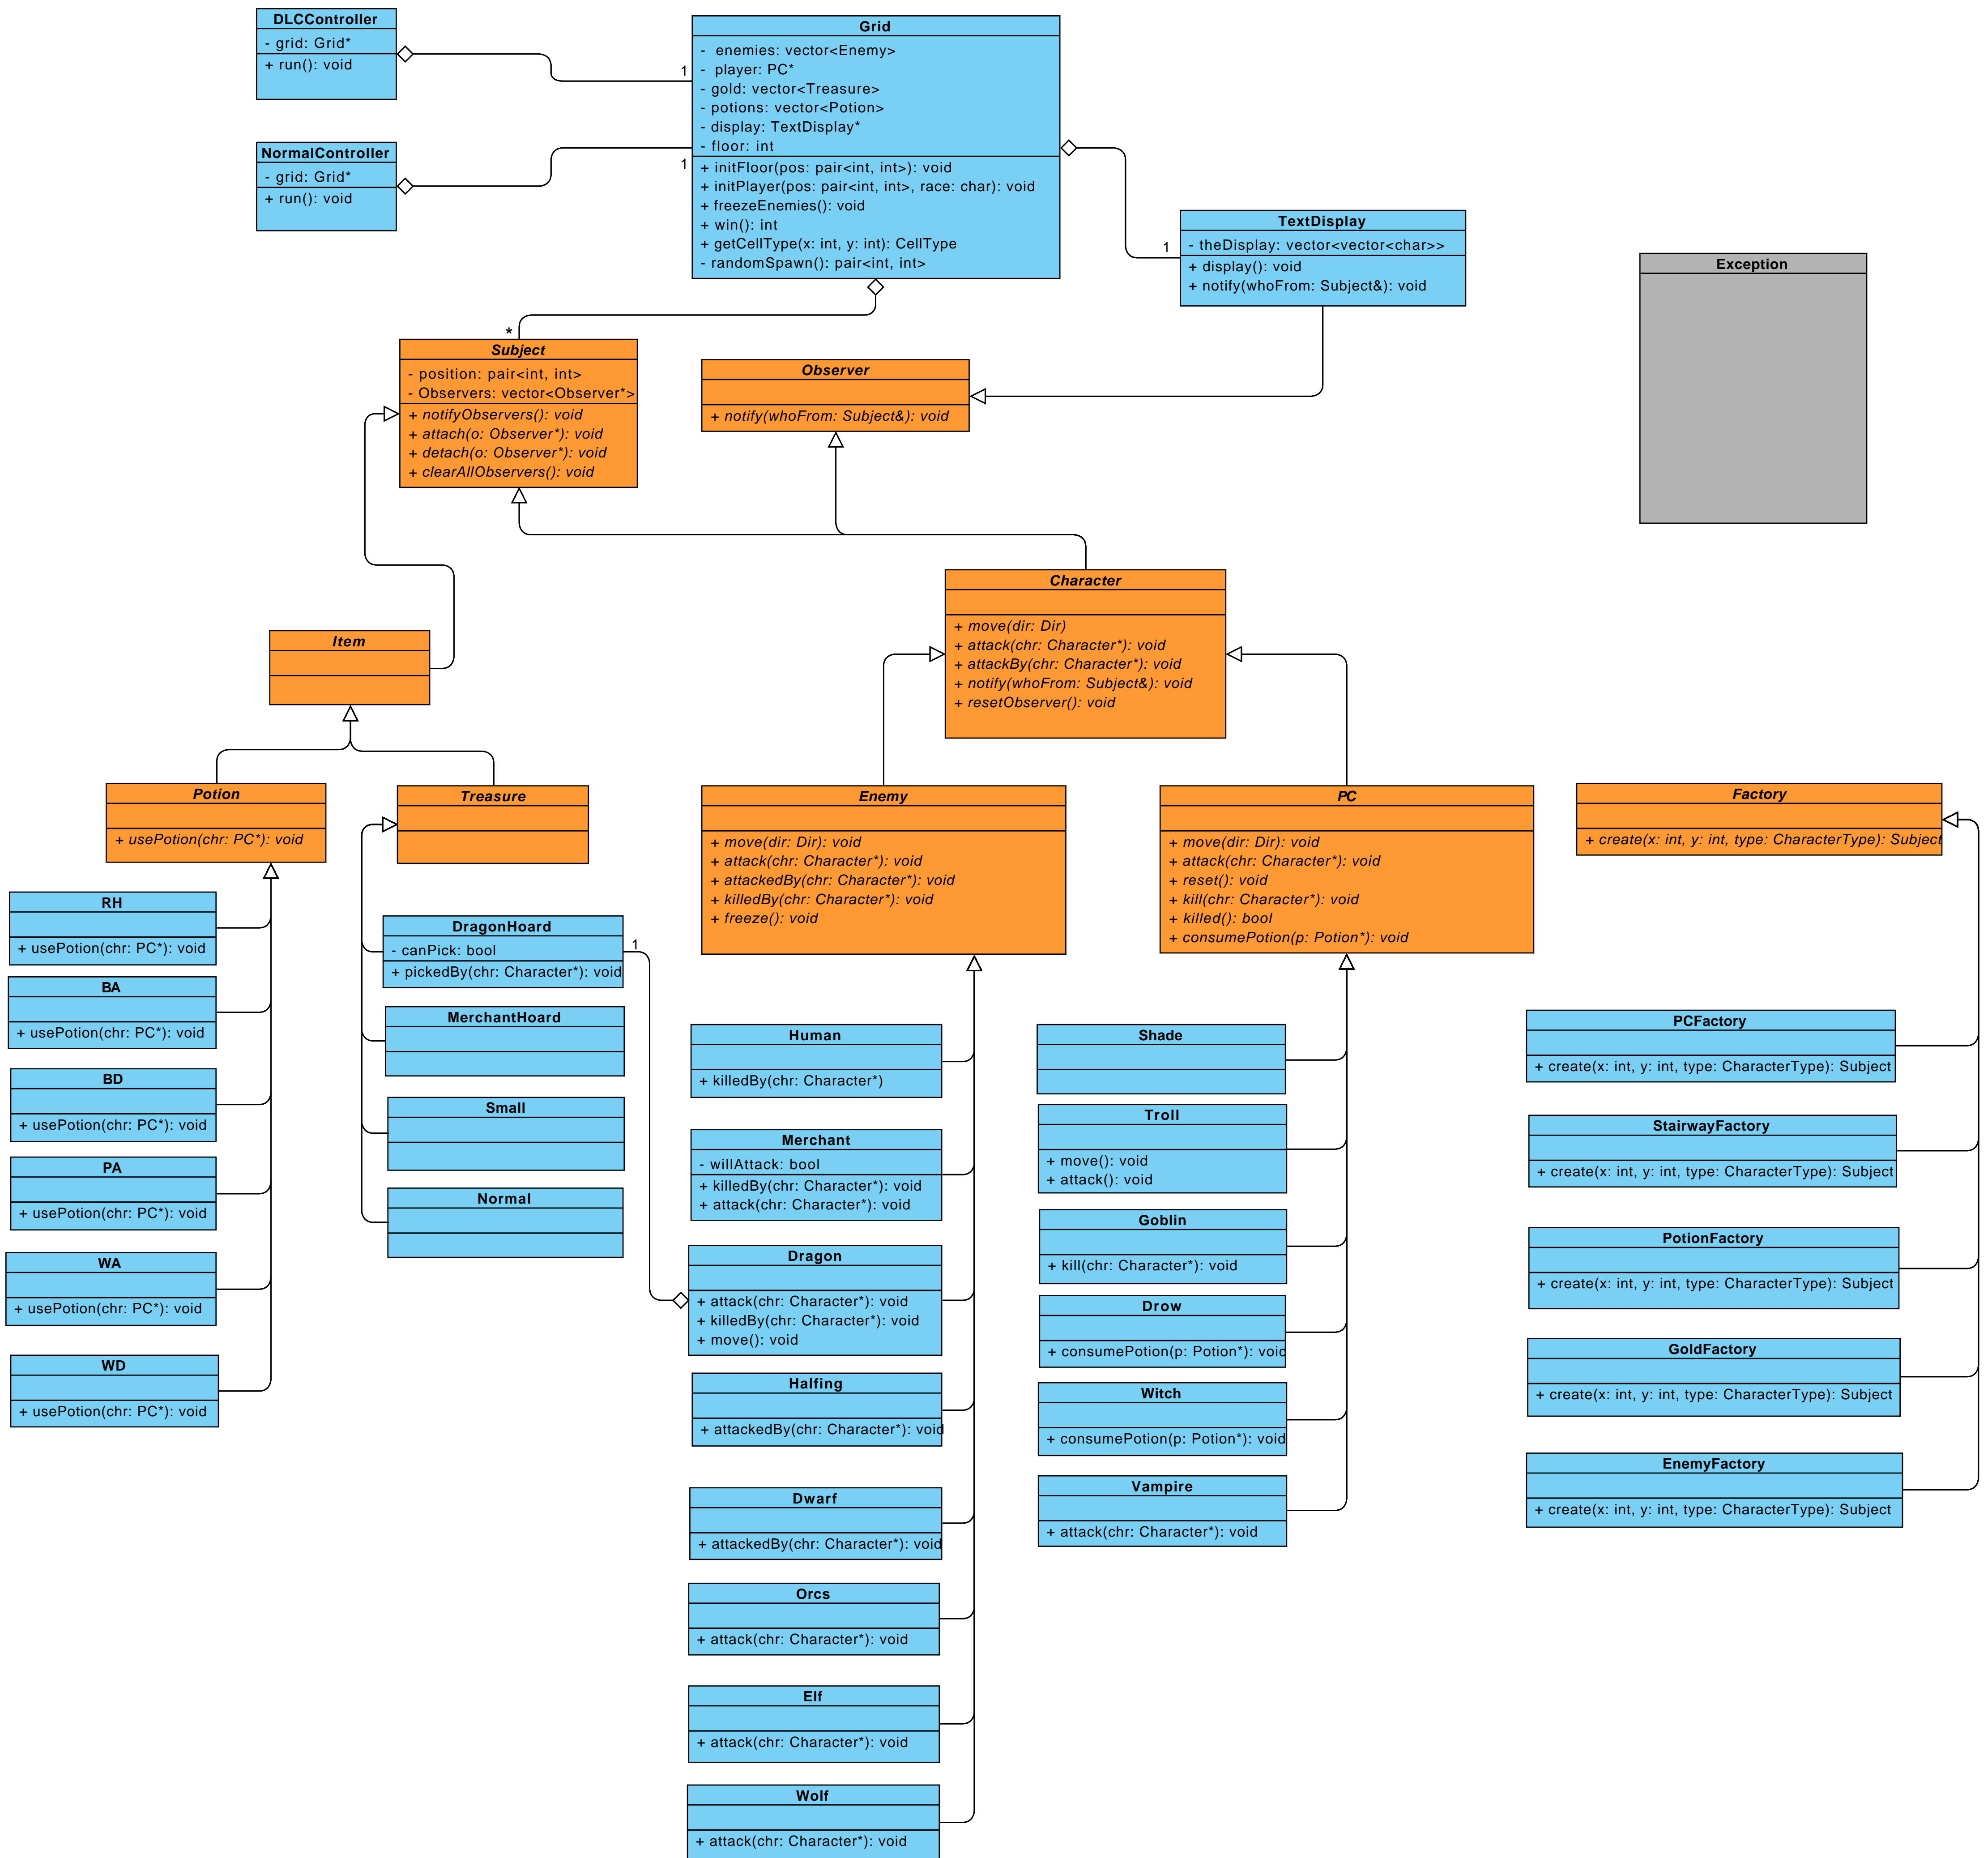 DLCController
- grid: Grid*
+ run(): void
NormalController
- grid: Grid*
+ run(): void
Grid
- enemies: vector<Enemy>
- player: PC*
- gold: vector<Treasure>
- potions: vector<Potion>
- display: TextDisplay*
- floor: int
+ initFloor(pos: pair<int, int>): void
+ initPlayer(pos: pair<int, int>, race: char): void
+ freezeEnemies(): void
+ win(): int
+ getCellType(x: int, y: int): CellType
- randomSpawn(): pair<int, int>
1
1
1
*
TextDisplay
- theDisplay: vector<vector<char>>
+ display(): void
+ notify(whoFrom: Subject&): void
Exception
Subject
- position: pair<int, int>
- Observers: vector<Observer*>
+ notifyObservers(): void
+ attach(o: Observer*): void
+ detach(o: Observer*): void
+ clearAllObservers(): void
Observer
+ notify(whoFrom: Subject&): void
Character
+ move(dir: Dir)
+ attack(chr: Character*): void
+ attackBy(chr: Character*): void
+ notify(whoFrom: Subject&): void
+ resetObserver(): void
Item
Potion
+ usePotion(chr: PC*): void
Treasure
Enemy
+ move(dir: Dir): void
+ attack(chr: Character*): void
+ attackedBy(chr: Character*): void
+ killedBy(chr: Character*): void
+ freeze(): void
PC
+ move(dir: Dir): void
+ attack(chr: Character*): void
+ reset(): void
+ kill(chr: Character*): void
+ killed(): bool
+ consumePotion(p: Potion*): void
Factory
+ create(x: int, y: int, type: CharacterType): Subject
RH
+ usePotion(chr: PC*): void
BA
+ usePotion(chr: PC*): void
BD
+ usePotion(chr: PC*): void
PA
+ usePotion(chr: PC*): void
WA
+ usePotion(chr: PC*): void
WD
+ usePotion(chr: PC*): void
DragonHoard
- canPick: bool
+ pickedBy(chr: Character*): void
1
MerchantHoard
Small
Normal
Human
+ killedBy(chr: Character*)
Merchant
- willAttack: bool
+ killedBy(chr: Character*): void
+ attack(chr: Character*): void
Dragon
+ attack(chr: Character*): void
+ killedBy(chr: Character*): void
+ move(): void
Halfing
+ attackedBy(chr: Character*): void
Dwarf
+ attackedBy(chr: Character*): void
Orcs
+ attack(chr: Character*): void
Elf
+ attack(chr: Character*): void
Wolf
+ attack(chr: Character*): void
Shade
Troll
+ move(): void
+ attack(): void
Goblin
+ kill(chr: Character*): void
Drow
+ consumePotion(p: Potion*): void
Witch
+ consumePotion(p: Potion*): void
Vampire
+ attack(chr: Character*): void
PCFactory
+ create(x: int, y: int, type: CharacterType): Subject
StairwayFactory
+ create(x: int, y: int, type: CharacterType): Subject
PotionFactory
+ create(x: int, y: int, type: CharacterType): Subject
GoldFactory
+ create(x: int, y: int, type: CharacterType): Subject
EnemyFactory
+ create(x: int, y: int, type: CharacterType): Subject